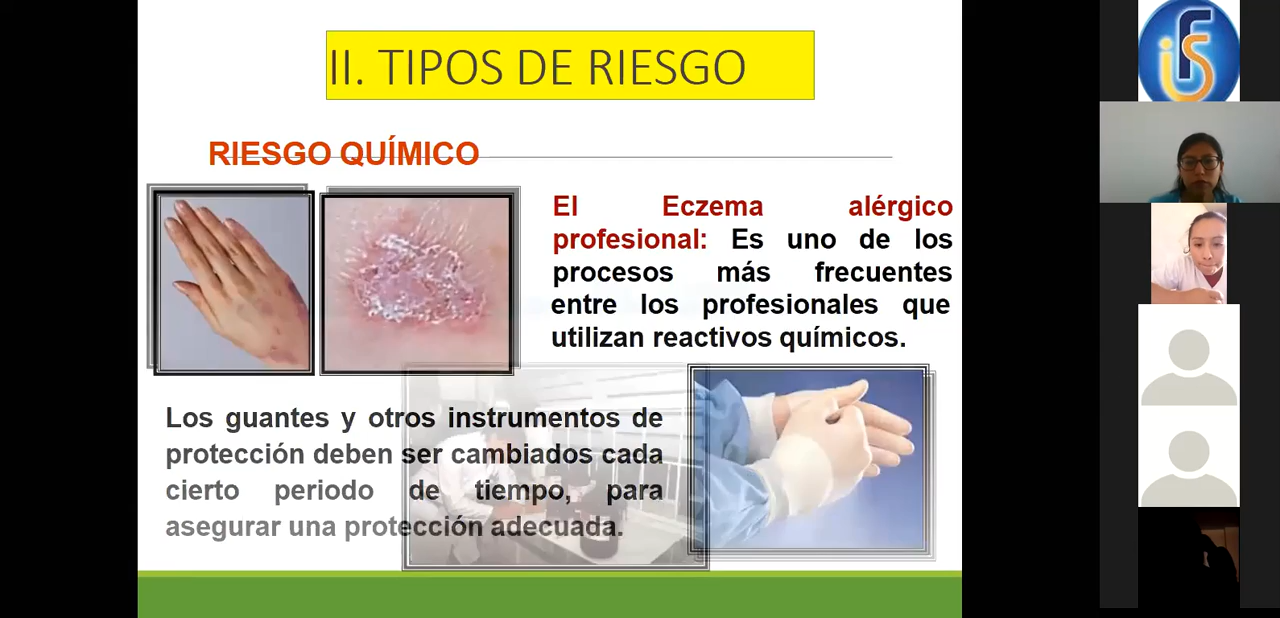 II. TIPOS DE RIESGO
RIESGO QUÍMICO
El Eczema alérgico
profesional: Es uno de los
procesos más frecuentes
entre los profesionales que
utilizan reactivos químicos.
Los guantes y otros instrumentos de
protección deben ser cambiados cada
cierto periodo de tiempo, para
asegurar una protección adecuada.